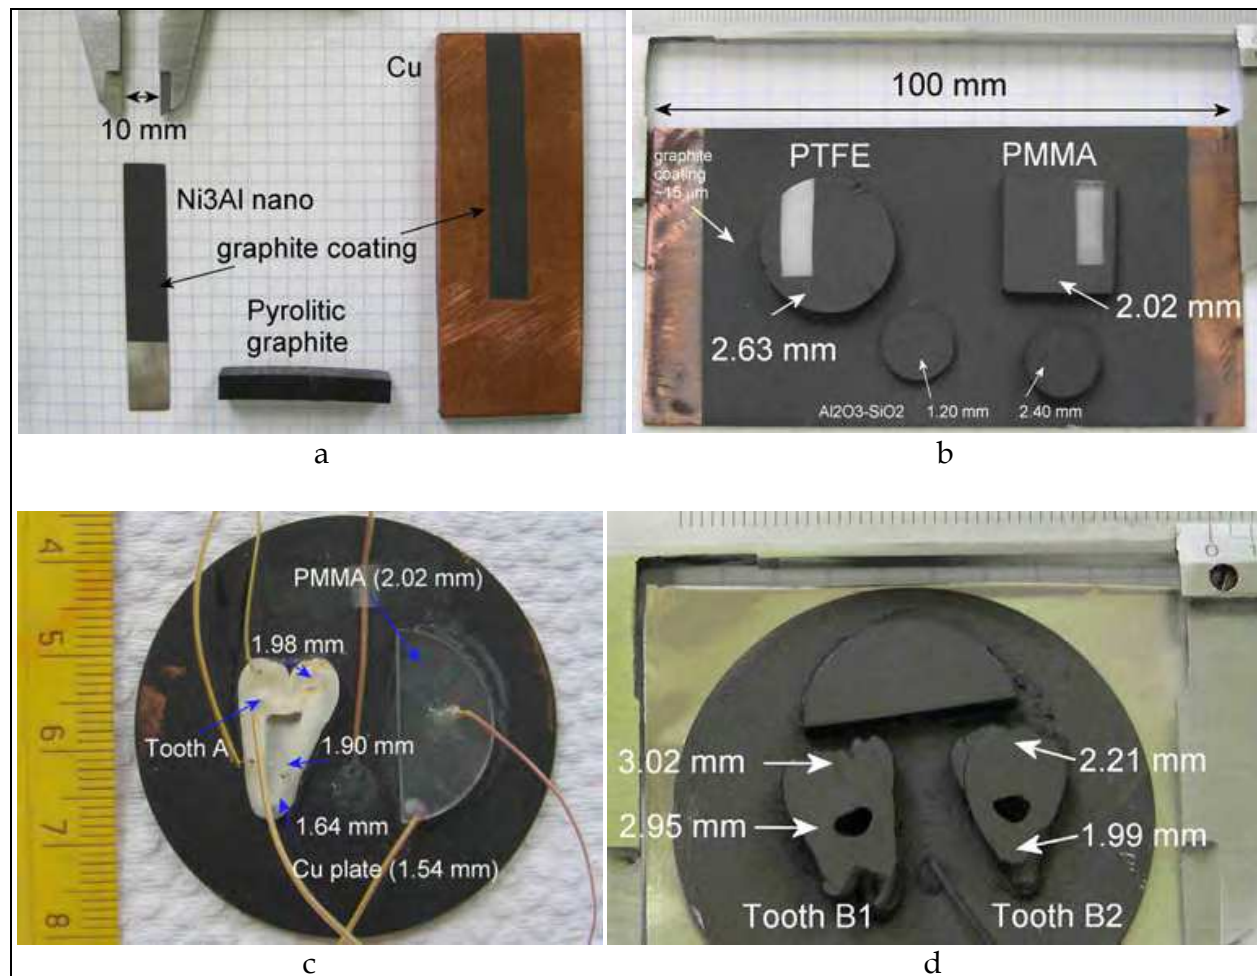 Cu
10 mm
Ni3Al nano
graphite coating
Pyrolitic
graphite
a
100 mm
graphite
coating
~15 µm
PTFE
PMMA
2.63 mm
2.02 mm
Al2O3-SiO2
1.20 mm
2.40 mm
0
b
4
5
6
7
8
PMMA (2.02 mm)
1.98 mm
Tooth A
1.90 mm
1.64 mm
Cu plate (1.54 mm)
c
0
3.02 mm
2.21 mm
2.95 mm
1.99 mm
Tooth B1
Tooth B2
d